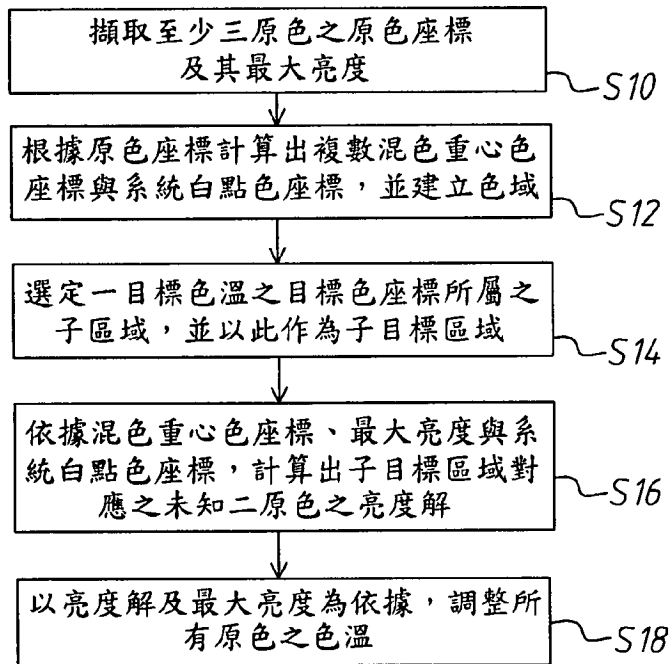 擷取至少三原色之原色座標
及其最大亮度
S10
根據原色座標計算出複數混色重心色
座標與系統白點色座標，並建立色域
S12
選定一目標色溫之目標色座標所屬之
子區域，並以此作為子目標區域
S14
依據混色重心色座標、最大亮度與系
統白點色座標，計算出子目標區域對
應之未知二原色之亮度解
S16
以亮度解及最大亮度為依據，調整所
有原色之色溫
S18